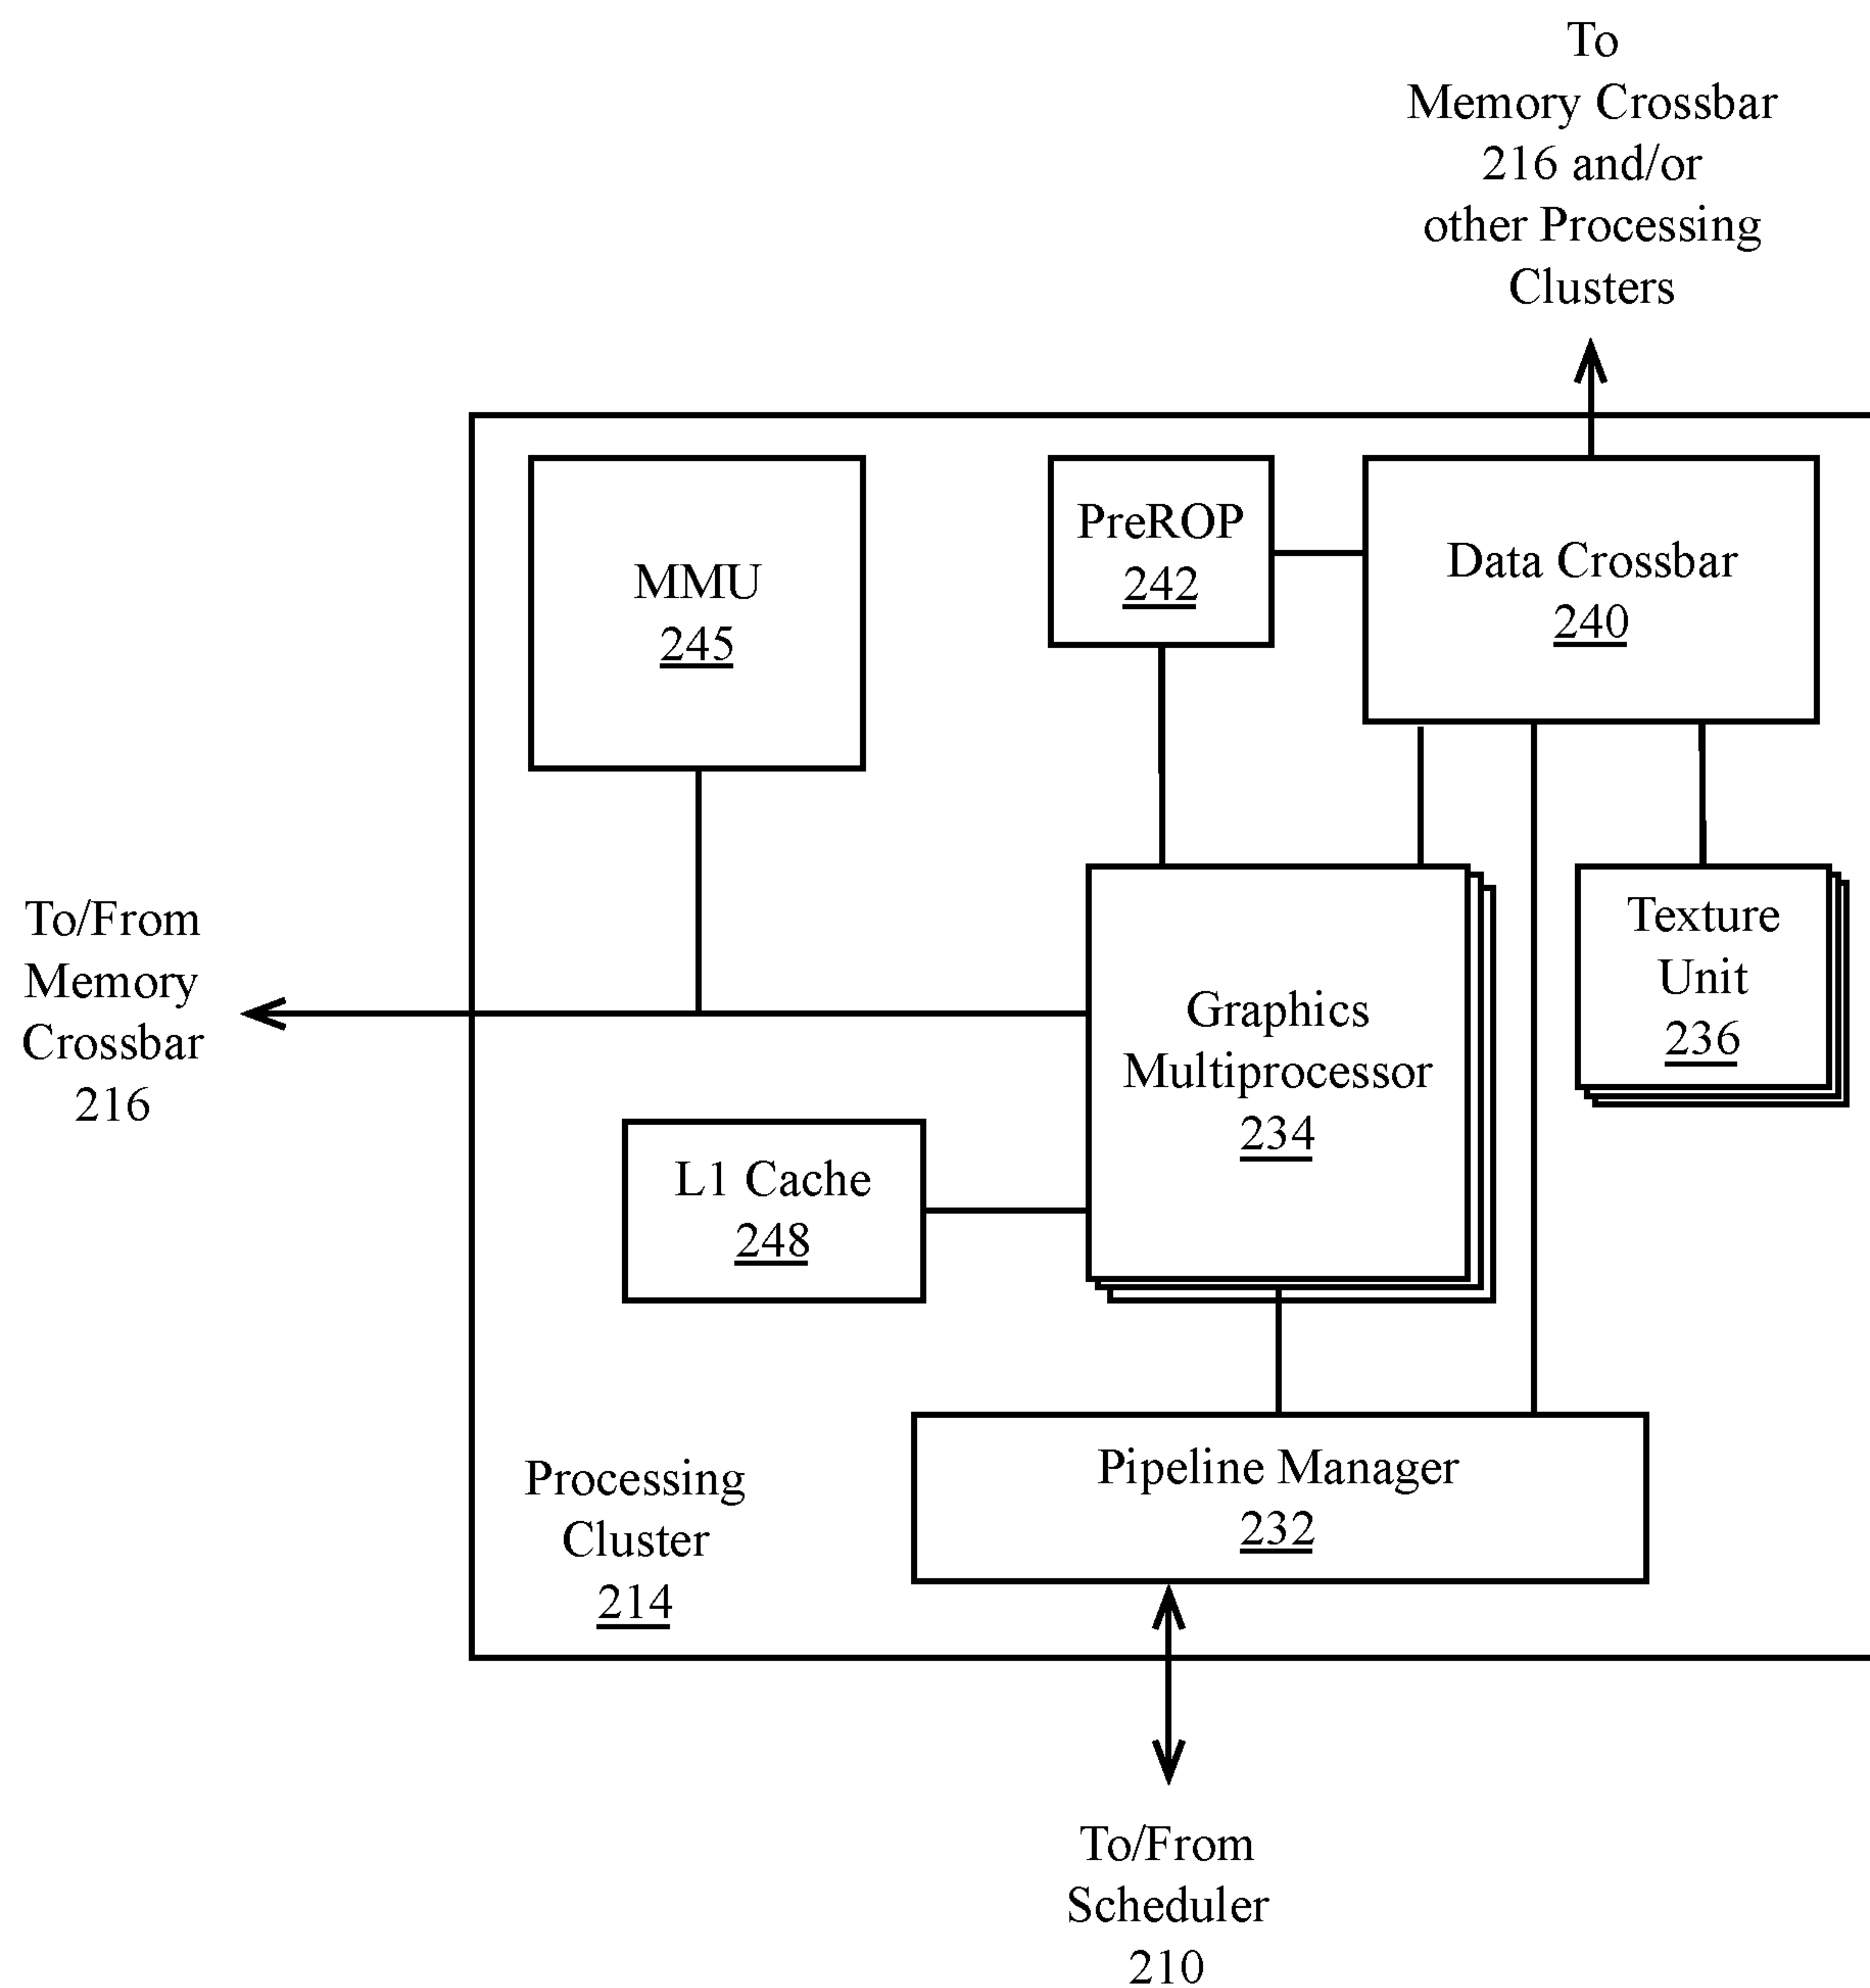 To
Memory Crossbar
216 and/or
other Processing
Clusters
MMU
245
PreROP
242
Data Crossbar
240
To/From
Memory
Crossbar
216
Graphics
Multiprocessor
234
Texture
Unit
236
L1 Cache
248
Processing
Cluster
214
Pipeline Manager
232
To/From
Scheduler
210